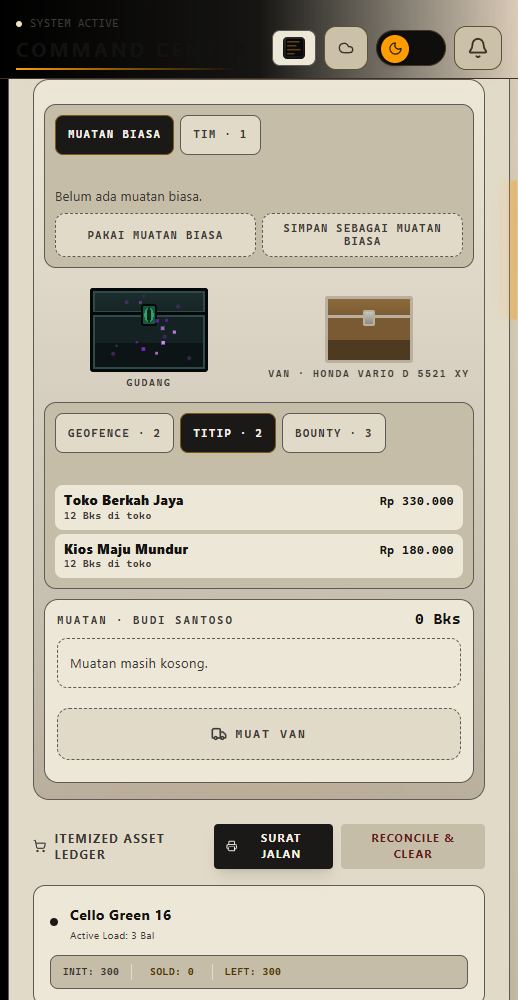 SYSTEM ACTIVE
COMMAND CE
MUATAN BIASA
TIM · 1
Belum ada muatan biasa.
PAKAI MUATAN BIASA
SIMPAN SEBAGAI MUATAN
BIASA
GUDANG
VAN · HONDA VARIO D 5521 XY
GEOFENCE · 2
TITIP · 2
BOUNTY · 3
Toko Berkah Jaya
Rp 330.000
12 Bks di toko
Kios Maju Mundur
Rp 180.000
12 Bks di toko
MUATAN · BUDI SANTOSO
0 Bks
Muatan masih kosong.
MUAT VAN
ITEMIZED ASSET
LEDGER
SURAT
JALAN
RECONCILE &
CLEAR
Cello Green 16
Active Load: 3 Bal
INIT: 300
SOLD: 0
LEFT: 300